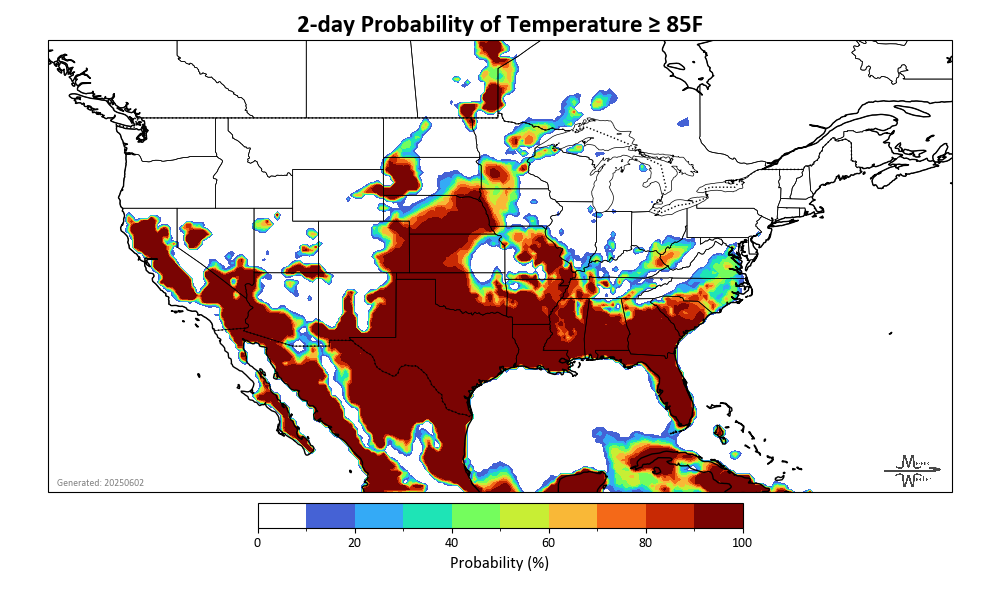 2-day Probability of Temperature ≥ 85F
Generated: 20250602
0 20 40 60 80 100
Probability (%)